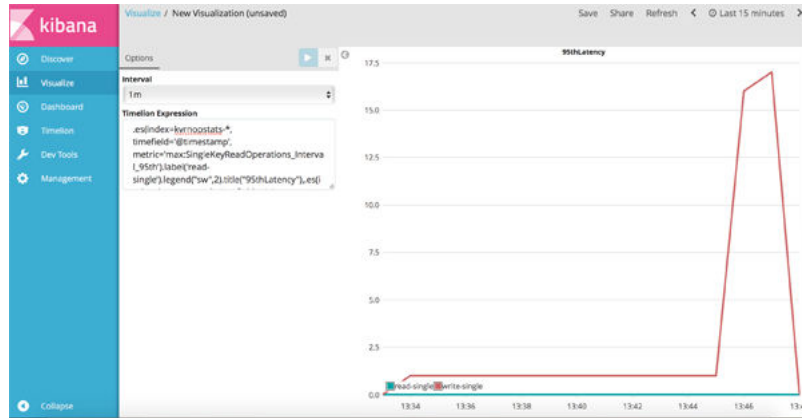 kibana
Visualize / New Visualization (unsaved)
Save Share Refresh Last 15 minutes
Discover
Visualize
Dashboard
Timelion
Dev Tools
Management
Collapse
Options
Interval
1m
Timelion Expression
.es(index=kvrnopstats-*,
timefield='@timestamp',
metric='max:SingleKeyReadOperations_Interva
l_95th').label('read-
single').legend("sw",2).title("95thLatency"),.es(i
95thLatency
17.5
15.0
12.5
10.0
7.5
5.0
2.5
0.0
read-single write-single
13:34 13:36 13:38 13:40 13:42 13:44 13:46